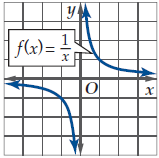 y
f(x) = 1/x
O
x